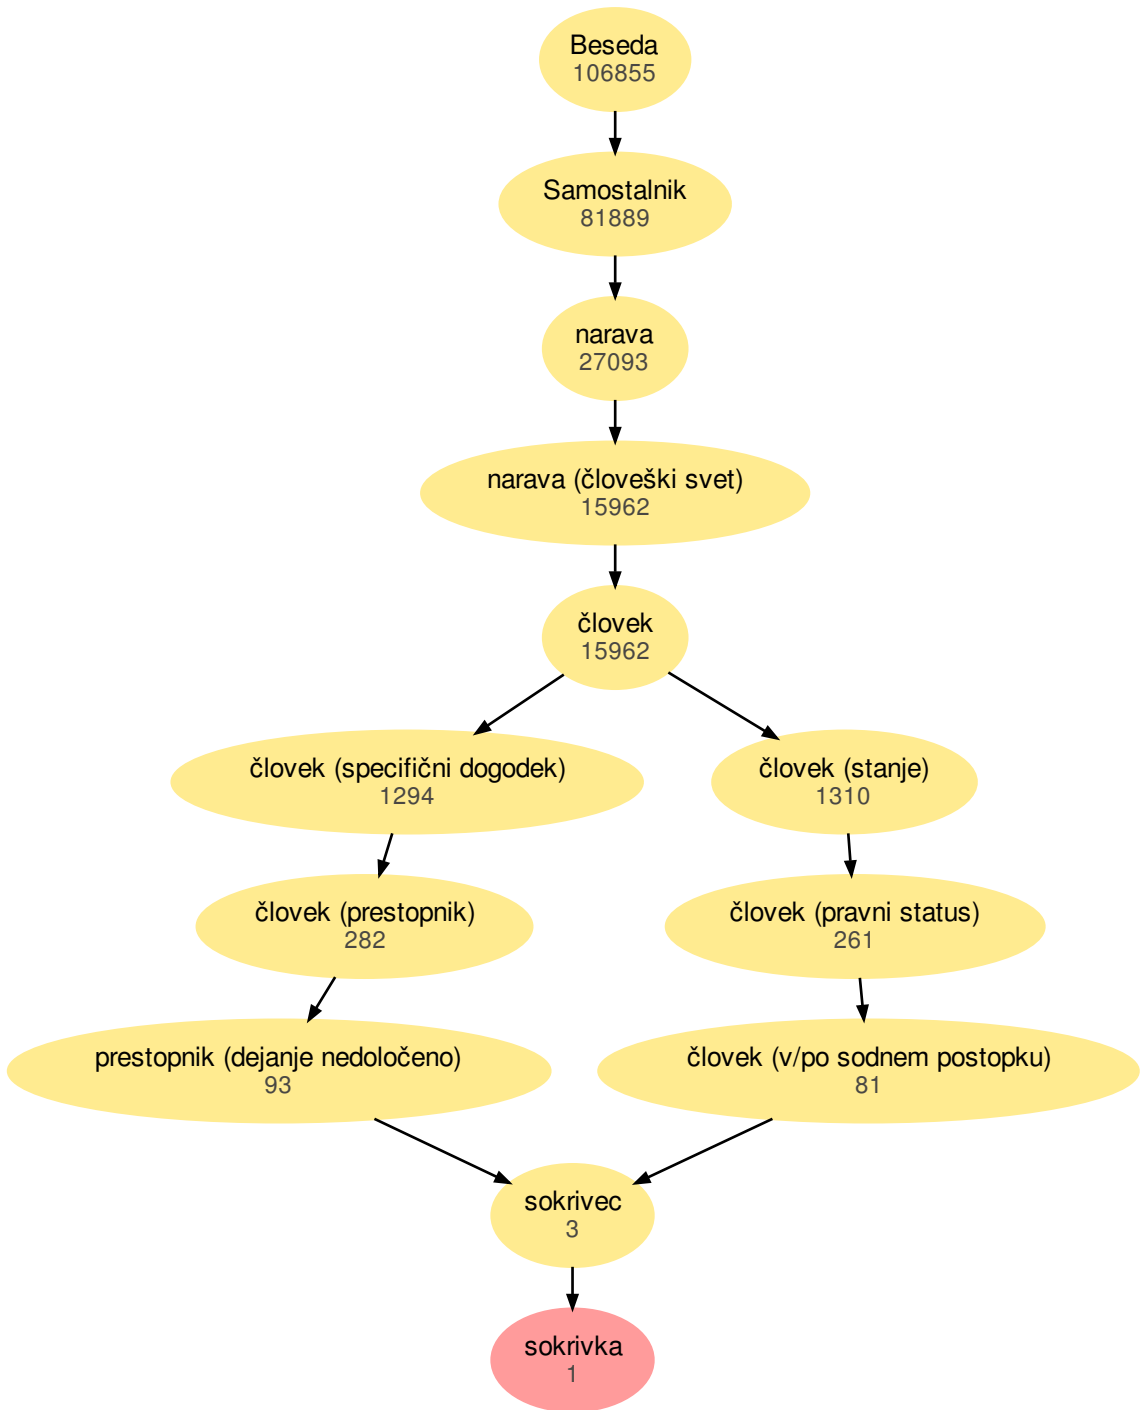 Beseda
106855
Samostalnik
81889
narava
27093
narava (človeški svet)
15962
človek
15962
človek (specifični dogodek)
1294
človek (stanje)
1310
človek (prestopnik)
282
človek (pravni status)
261
prestopnik (dejanje nedoločeno)
93
človek (v/po sodnem postopku)
81
sokrivec
3
sokrivka
1